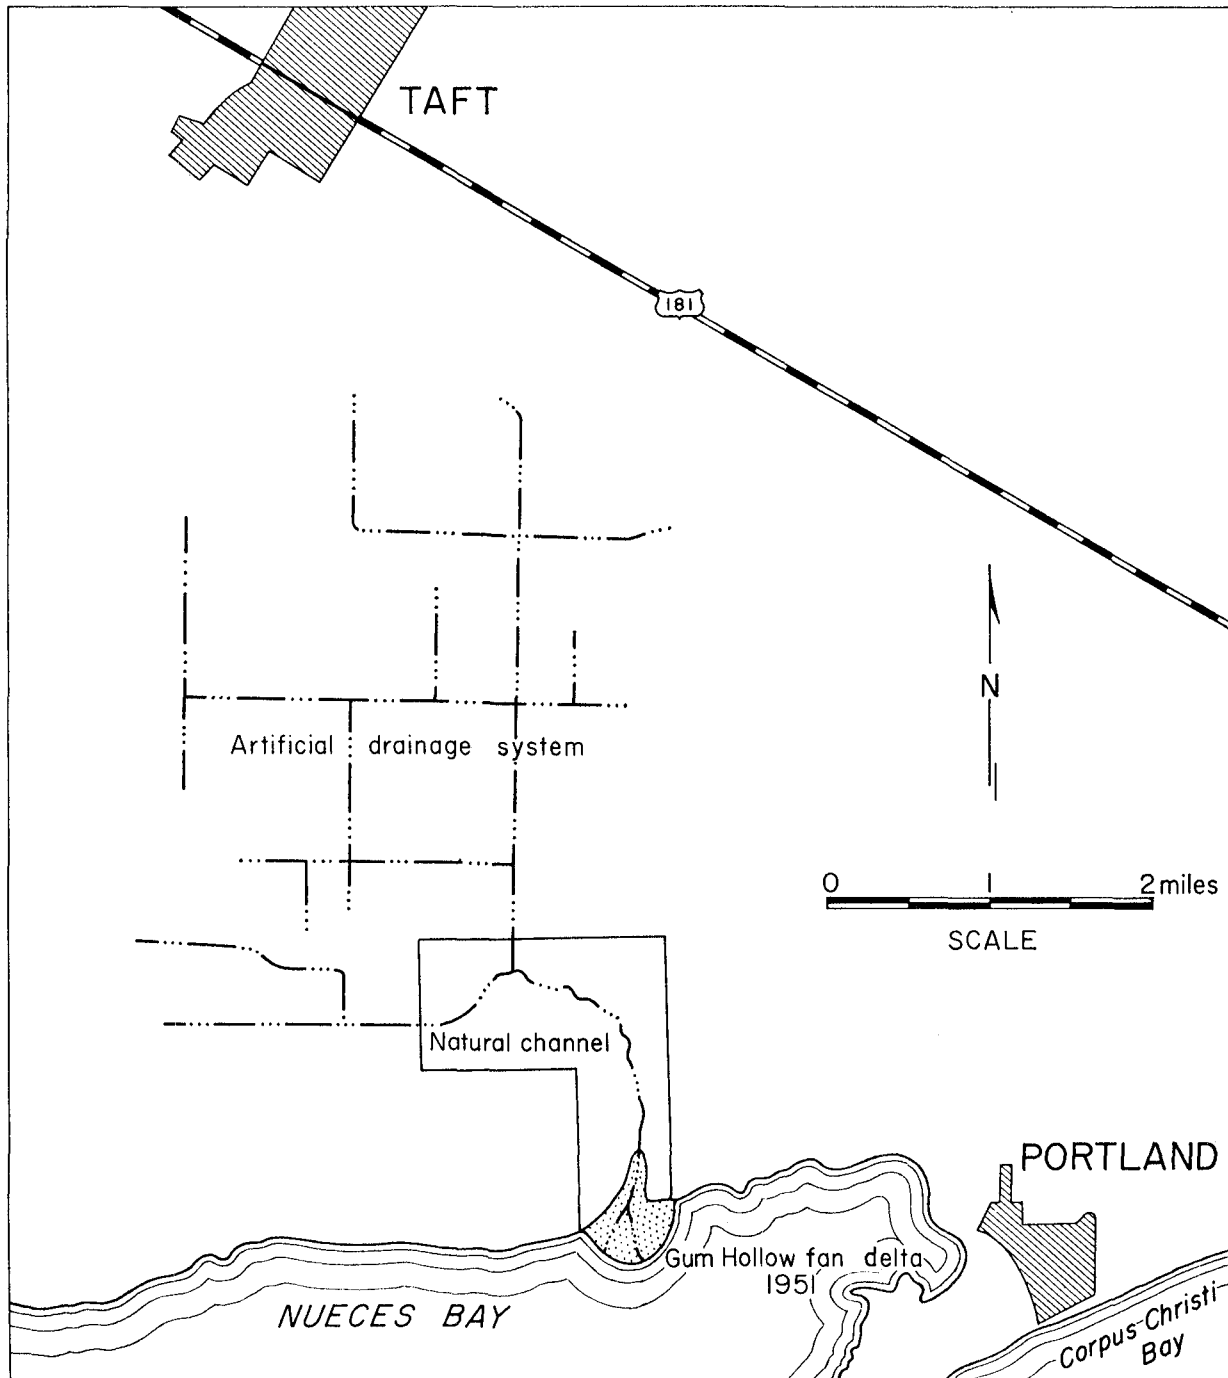 TAFT
181
Artificial drainage system
N
0 1 2 miles
SCALE
Natural channel
PORTLAND
Gum Hollow fan delta
1951
NUECES BAY
Corpus Christi
Bay